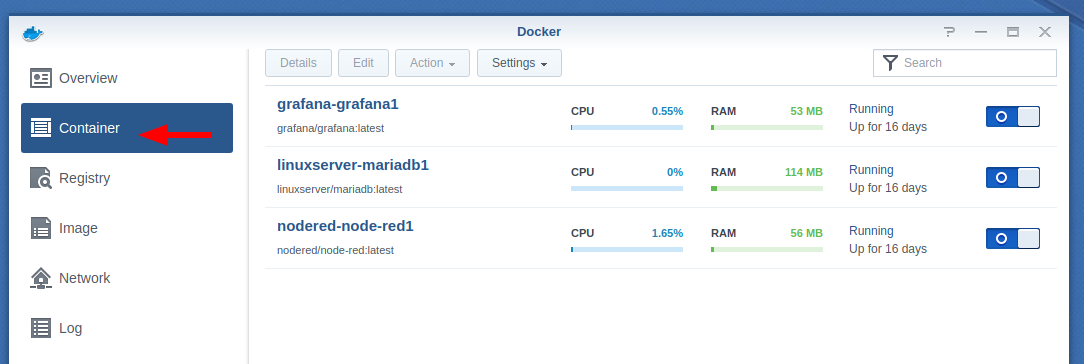 Docker
Overview
Container
Registry
Image
Network
Log
Details Edit Action Settings Search
grafana-grafana1
grafana/grafana:latest
CPU 0.55%
RAM 53 MB
Running
Up for 16 days
linuxserver-mariadb1
linuxserver/mariadb:latest
CPU 0%
RAM 114 MB
Running
Up for 16 days
nodered-node-red1
nodered/node-red:latest
CPU 1.65%
RAM 56 MB
Running
Up for 16 days